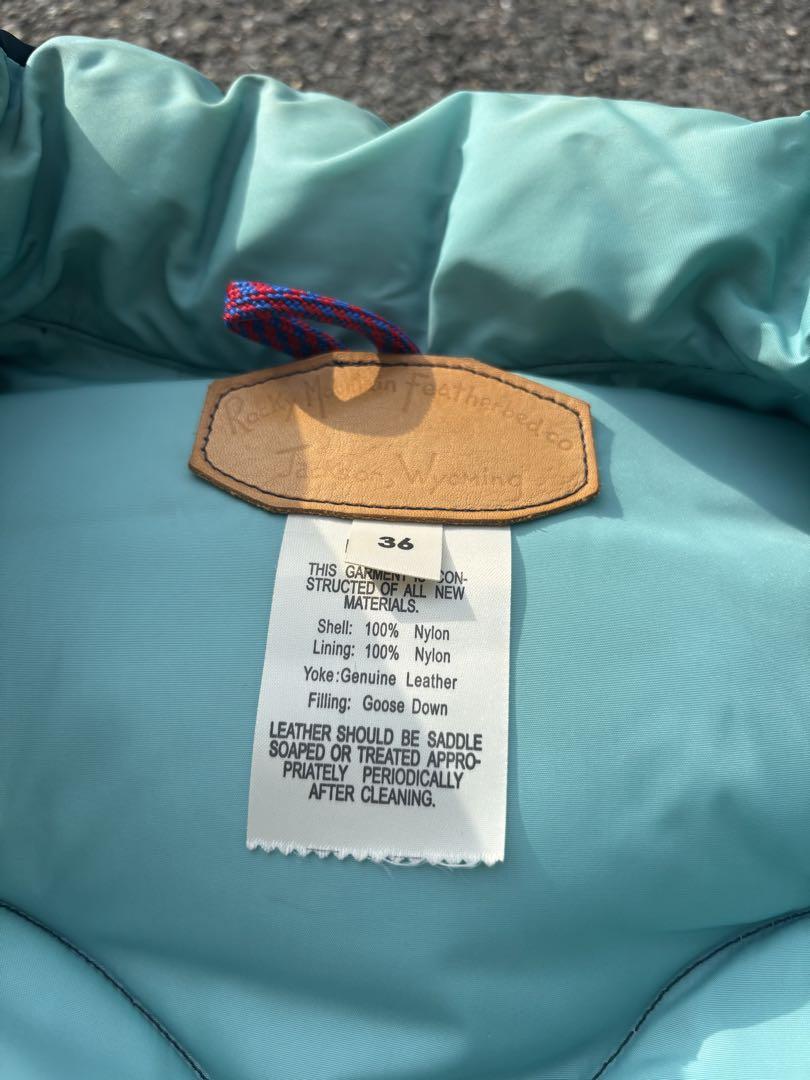 Rocky Mountain Featherbed co
Jackson, Wyoming
36
THIS GARMENT IS CON-
STRUCTED OF ALL NEW
MATERIALS.
Shell: 100% Nylon
Lining: 100% Nylon
Yoke:Genuine Leather
Filling: Goose Down
LEATHER SHOULD BE SADDLE
SOAPED OR TREATED APPRO-
PRIATELY PERIODICALLY
AFTER CLEANING.